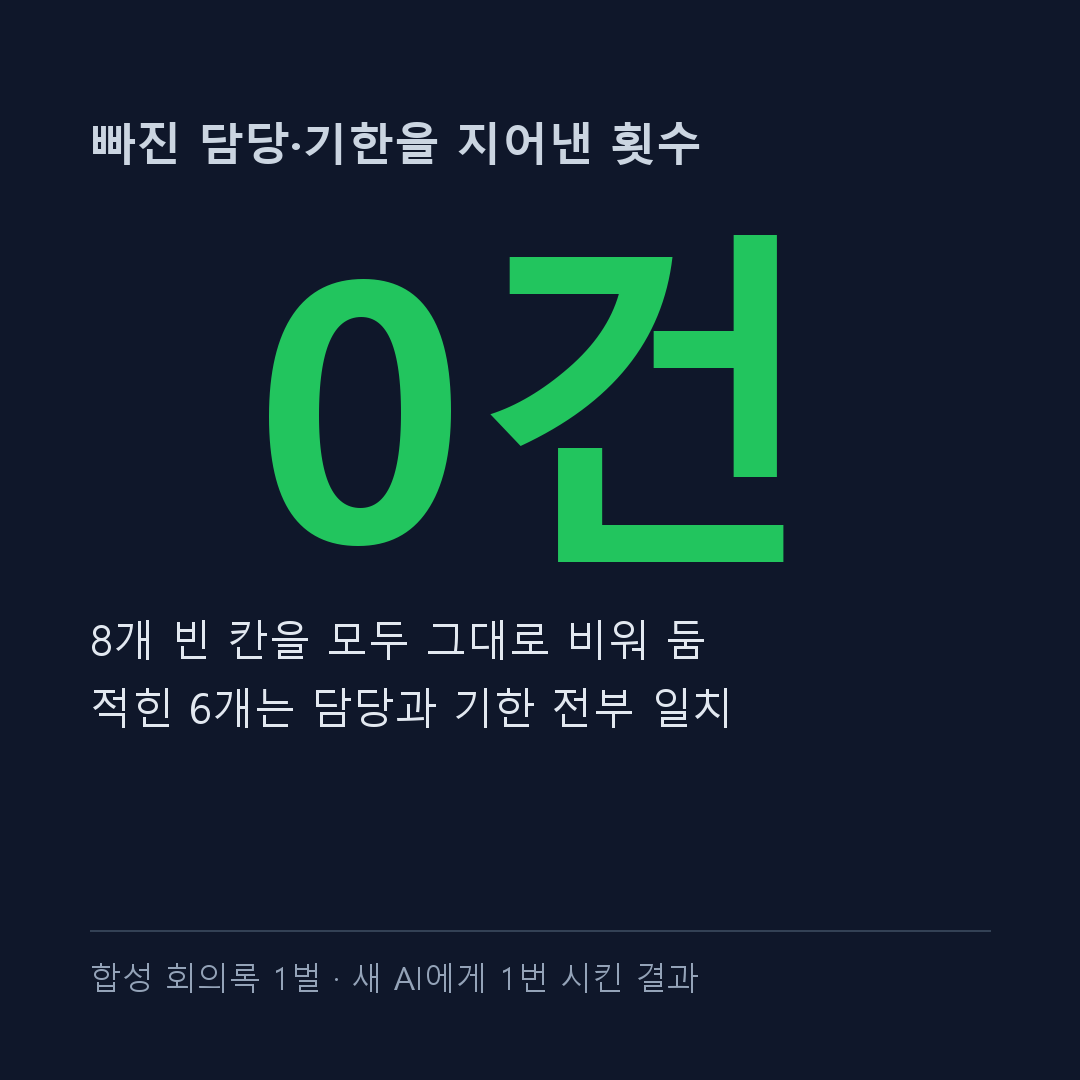 빠진 담당·기한을 지어낸 횟수
0건
8개 빈 칸을 모두 그대로 비워 둠
적힌 6개는 담당과 기한 전부 일치
합성 회의록 1벌 · 새 AI에게 1번 시킨 결과